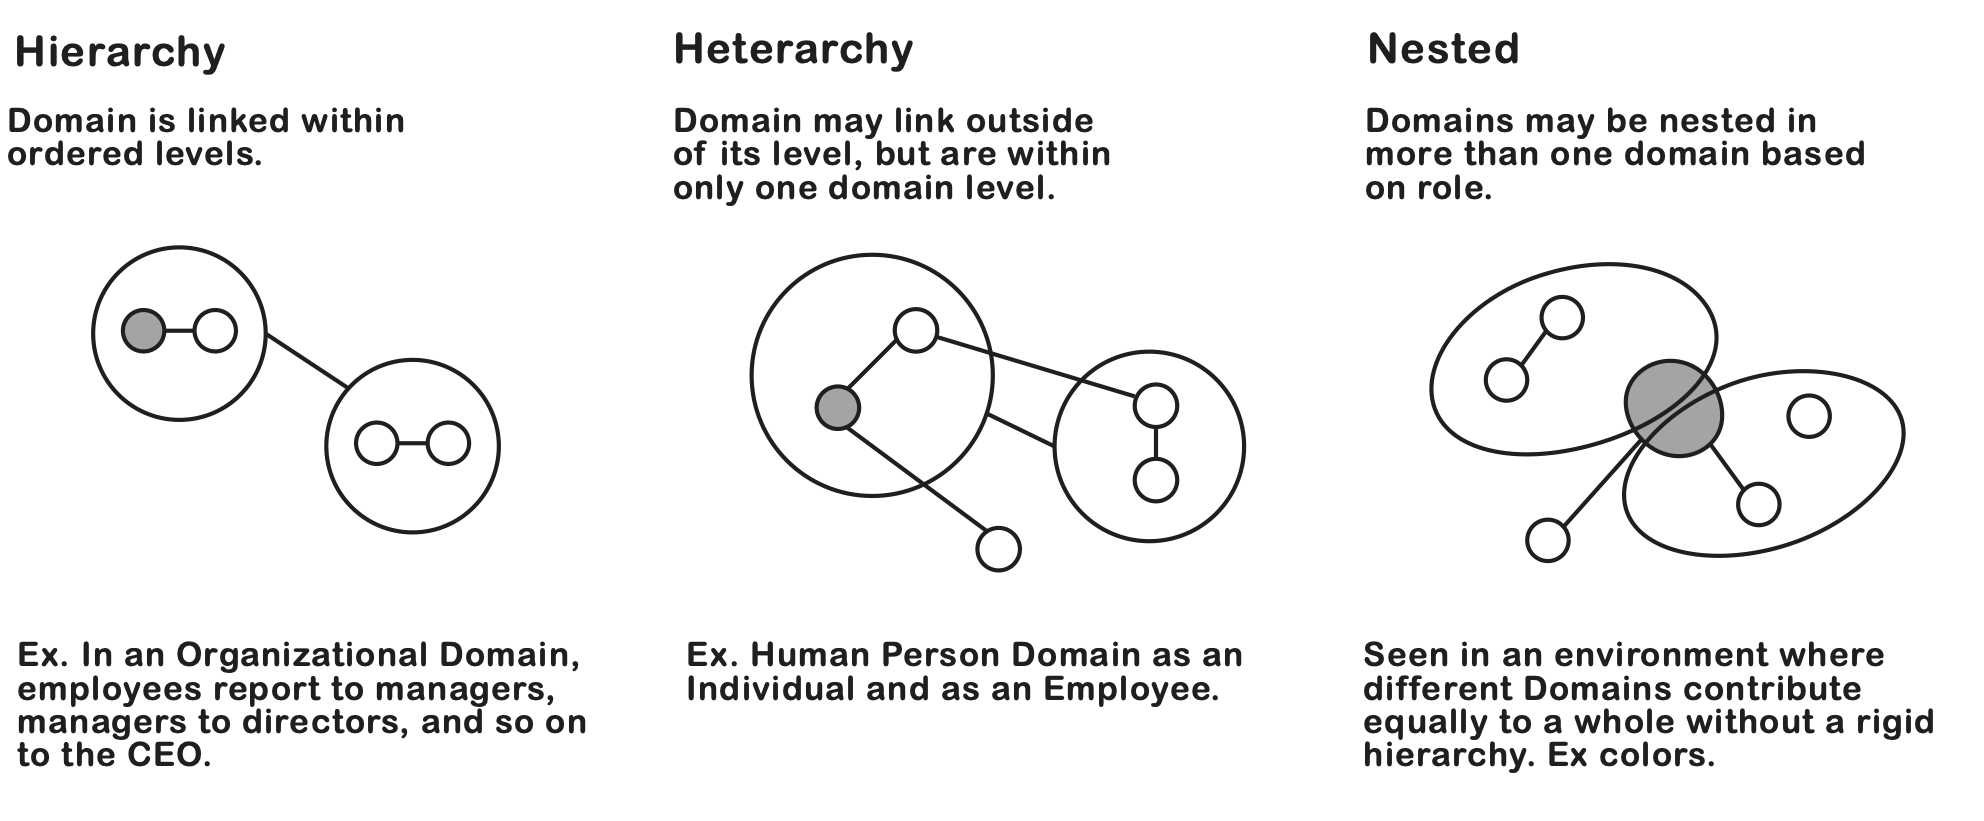 Hierarchy
Domain is linked within
ordered levels.
Ex. In an Organizational Domain,
employees report to managers,
managers to directors, and so on
to the CEO.
Heterarchy
Domain may link outside
of its level, but are within
only one domain level.
Ex. Human Person Domain as an
Individual and as an Employee.
Nested
Domains may be nested in
more than one domain based
on role.
Seen in an environment where
different Domains contribute
equally to a whole without a rigid
hierarchy. Ex colors.